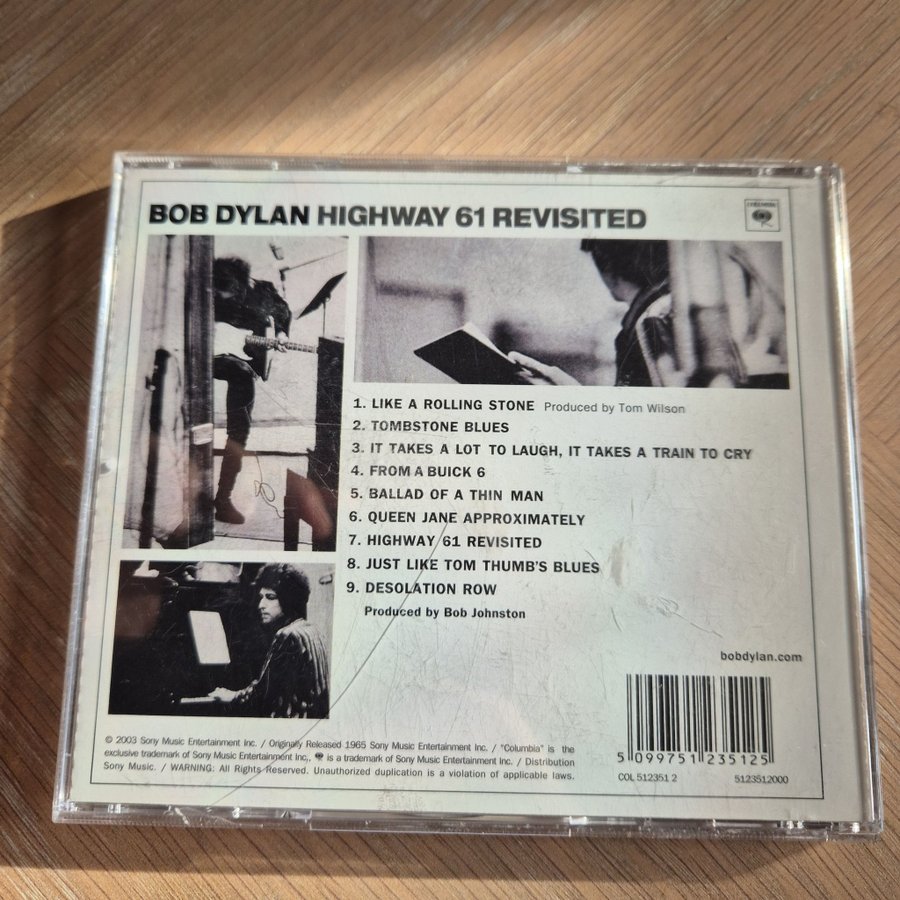 BOB DYLAN HIGHWAY 61 REVISITED
COLUMBIA
1. LIKE A ROLLING STONE Produced by Tom Wilson
2. TOMBSTONE BLUES
3. IT TAKES A LOT TO LAUGH, IT TAKES A TRAIN TO CRY
4. FROM A BUICK 6
5. BALLAD OF A THIN MAN
6. QUEEN JANE APPROXIMATELY
7. HIGHWAY 61 REVISITED
8. JUST LIKE TOM THUMB'S BLUES
9. DESOLATION ROW
Produced by Bob Johnston
bobdylan.com
© 2003 Sony Music Entertainment Inc. / Originally Released 1965 Sony Music Entertainment Inc. / "Columbia" is the
exclusive trademark of Sony Music Entertainment Inc., is a trademark of Sony Music Entertainment Inc. / Distribution
Sony Music. / WARNING: All Rights Reserved. Unauthorized duplication is a violation of applicable laws.
5 099751 235125
COL 512351 2 5123512000